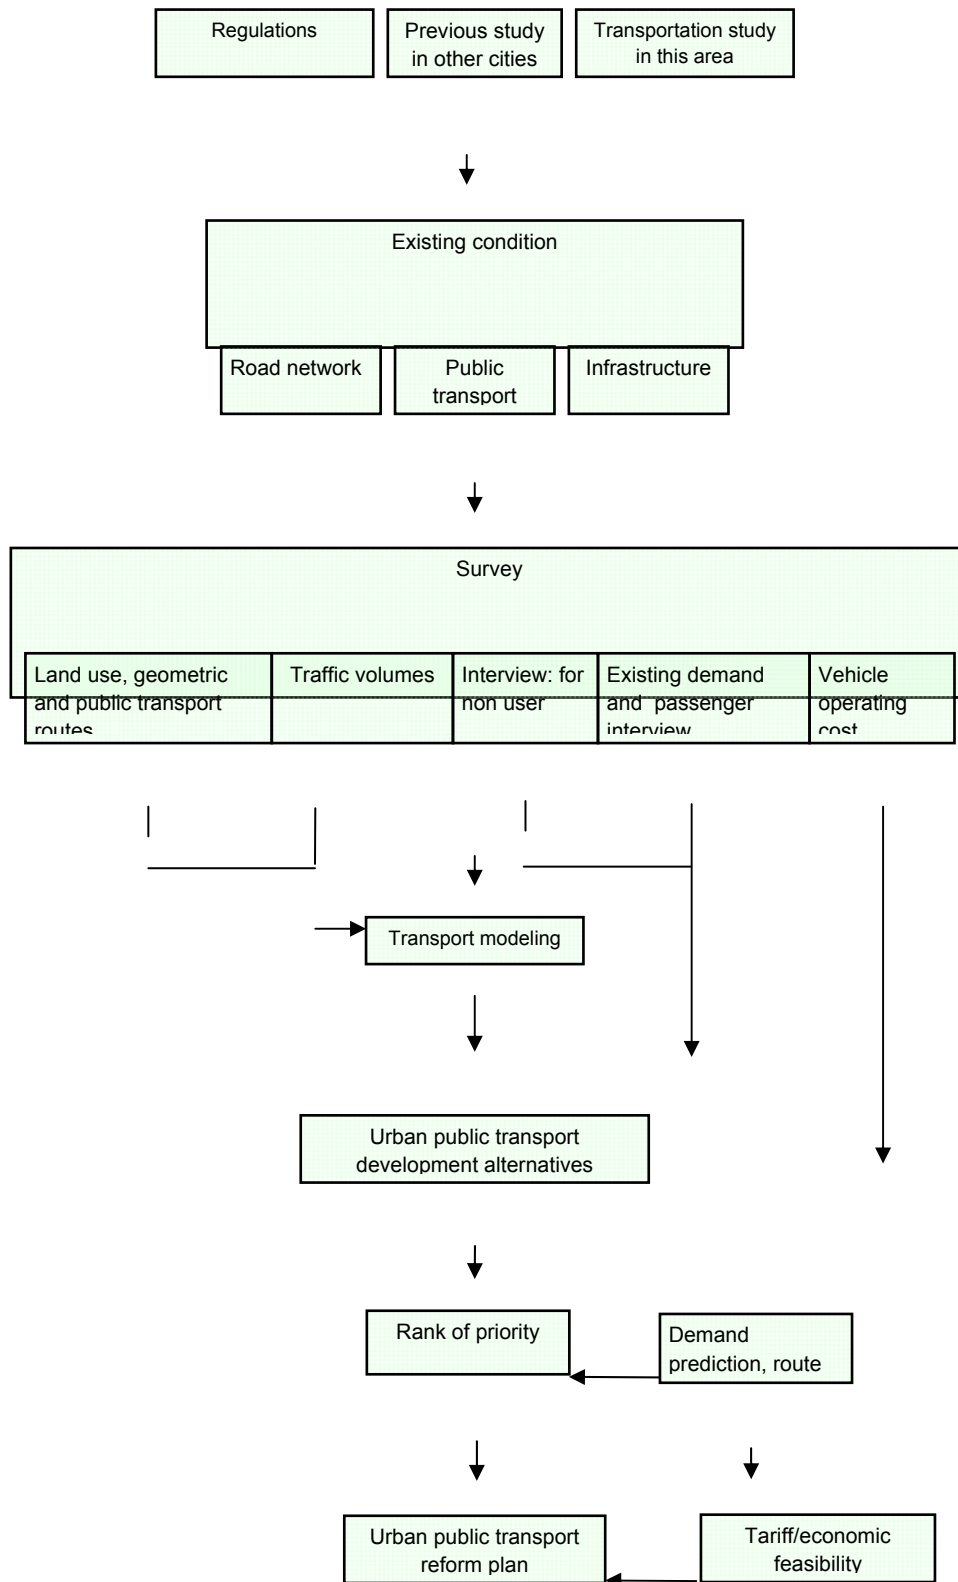 Regulations
Previous study
in other cities
Transportation study
in this area
Existing condition
Road network
Public
transport
Infrastructure
Survey
Land use, geometric
and public transport
routes
Traffic volumes
Interview: for
non user
Existing demand
and passenger
interview
Vehicle
operating
cost
Transport modeling
Urban public transport
development alternatives
Rank of priority
Demand
prediction, route
Urban public transport
reform plan
Tariff/economic
feasibility